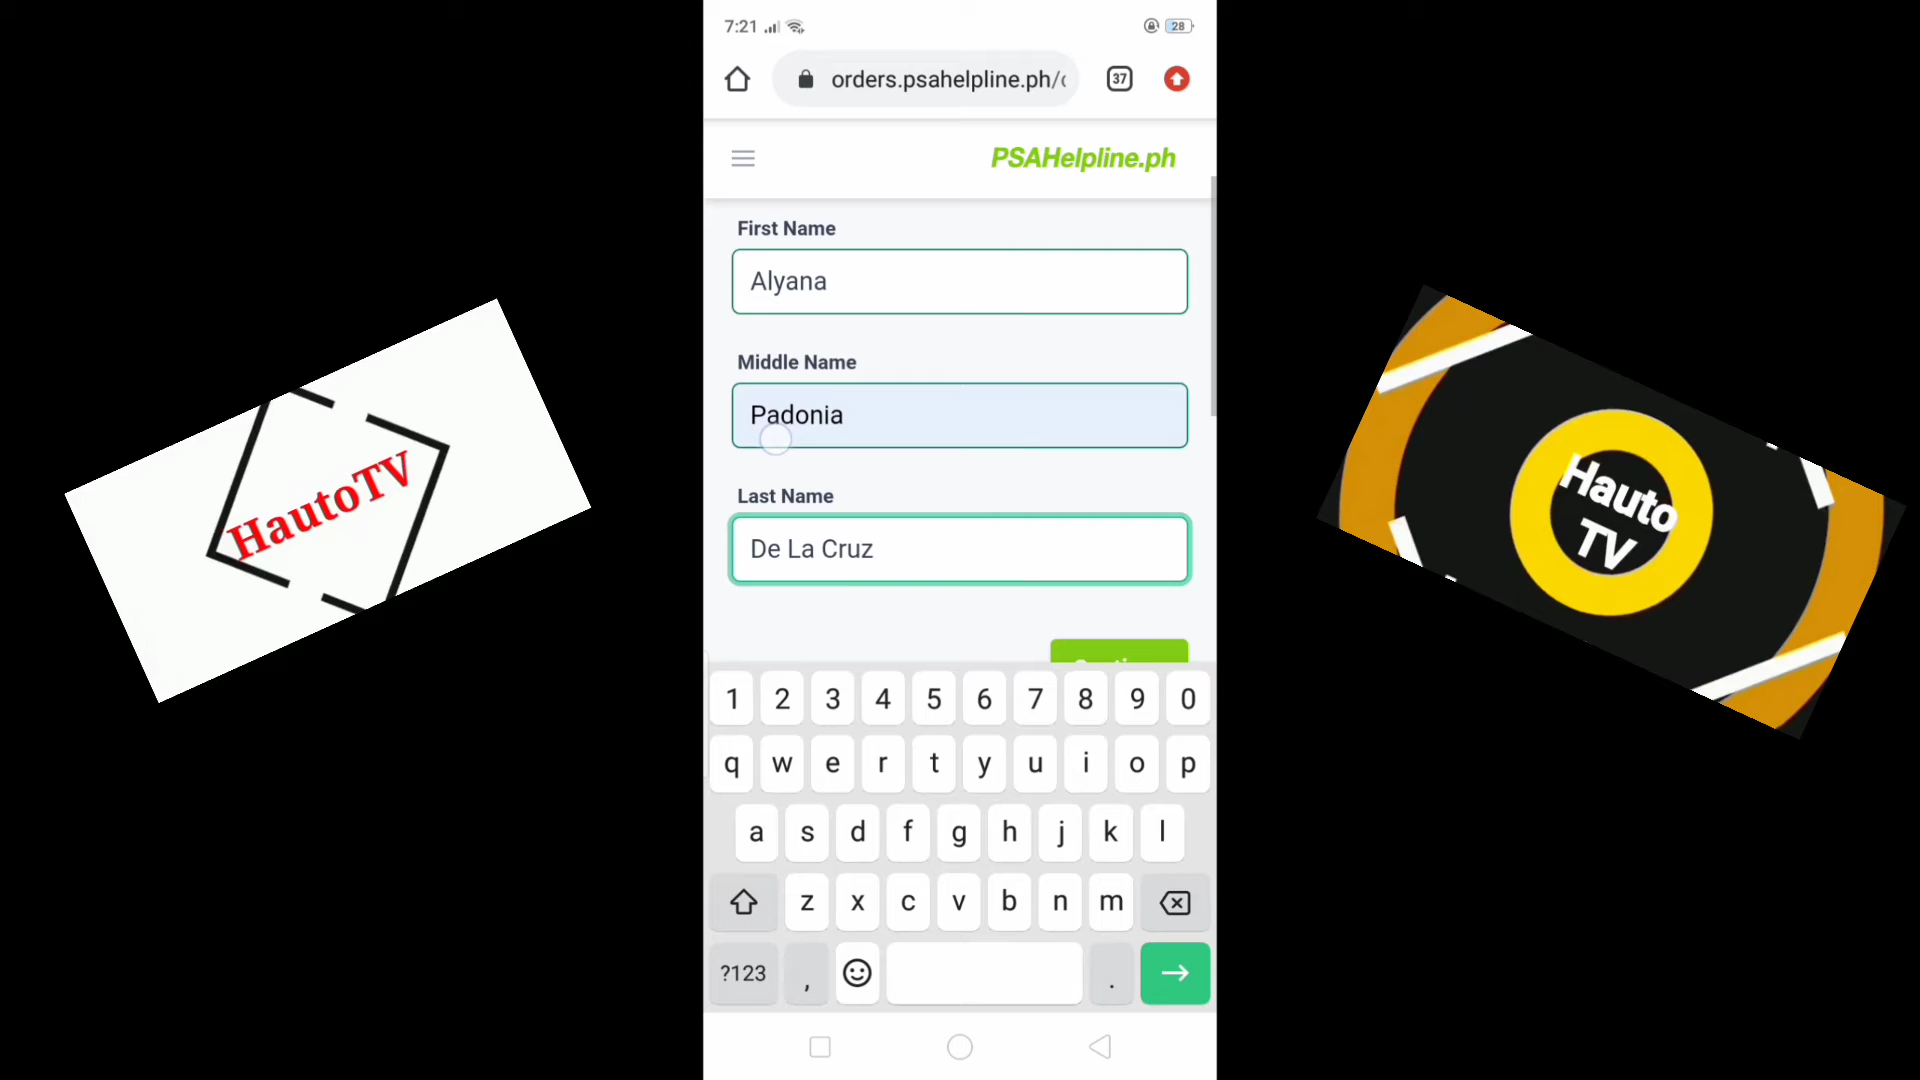 7:21
28
orders.psahelpline.ph/
37
PSAHelpline.ph
First Name
Alyana
Middle Name
Padonia
Last Name
De La Cruz
1 2 3 4 5 6 7 8 9 0
q w e r t y u i o p
a s d f g h j k l
z x c v b n m
?123 , .
HautoTV
Hauto
TV